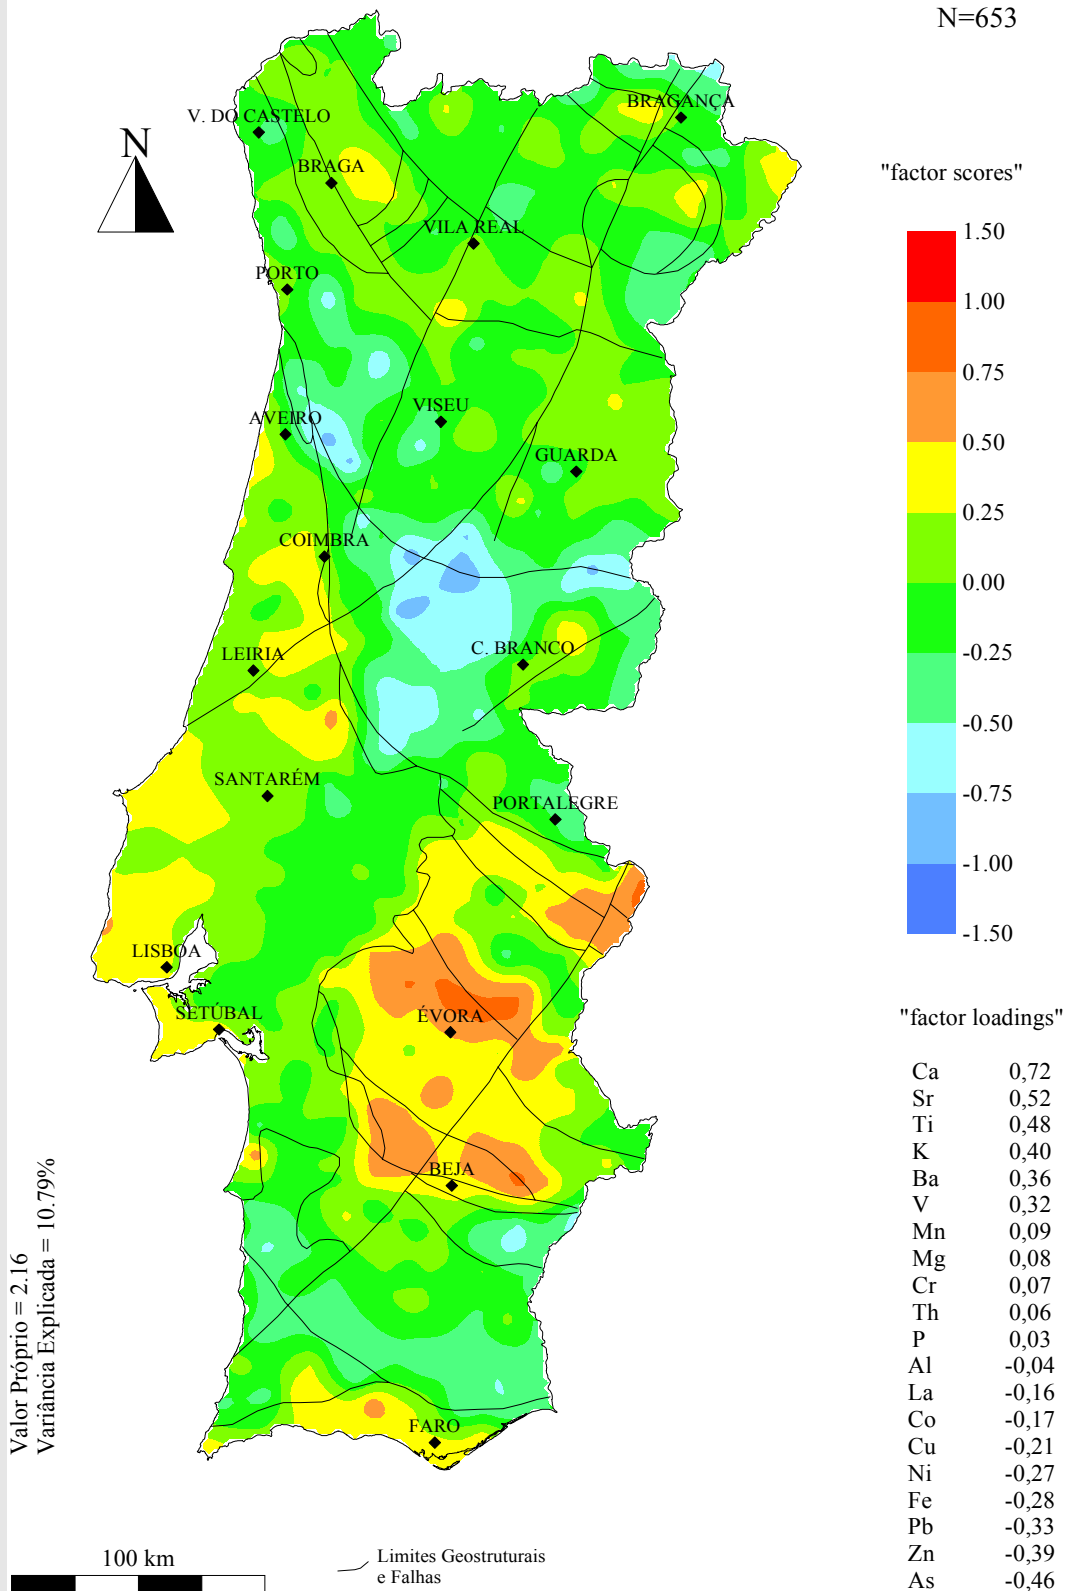 N=653
BRAGANÇA
V. DO CASTELO
N
BRAGA
VILA REAL
PORTO
VISEU
AVEIRO
GUARDA
COIMBRA
C. BRANCO
LEIRIA
SANTARÉM
PORTALEGRE
LISBOA
SETÚBAL
ÉVORA
BEJA
FARO
"factor scores"
1.50
1.00
0.75
0.50
0.25
0.00
-0.25
-0.50
-0.75
-1.00
-1.50
"factor loadings"
Ca 0,72
Sr 0,52
Ti 0,48
K 0,40
Ba 0,36
V 0,32
Mn 0,09
Mg 0,08
Cr 0,07
Th 0,06
P 0,03
Al -0,04
La -0,16
Co -0,17
Cu -0,21
Ni -0,27
Fe -0,28
Pb -0,33
Zn -0,39
As -0,46
Valor Próprio = 2.16
Variância Explicada = 10.79%
100 km
Limites Geostruturais
e Falhas